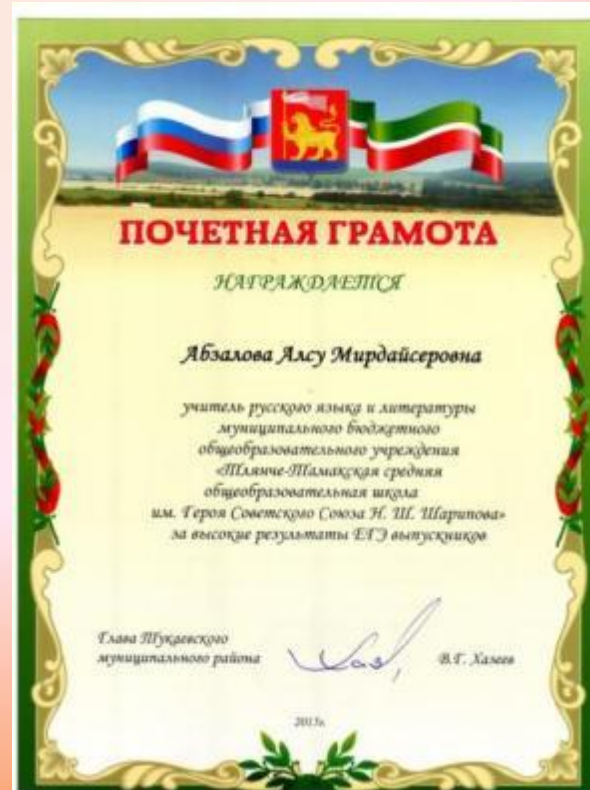 ПОЧЕТНАЯ ГРАМОТА
НАГРАЖДАЕТСЯ
Абзалова Алсу Мирдайсеровна
учитель русского языка и литературы
муниципального бюджетного
общеобразовательного учреждения
«Тлянче-Тамакская средняя
общеобразовательная школа
им. Героя Советского Союза Н. Ш. Шарипова»
за высокие результаты ЕГЭ выпускников
Глава Тукаевского
муниципального района
В.Г. Хазеев
2015г.